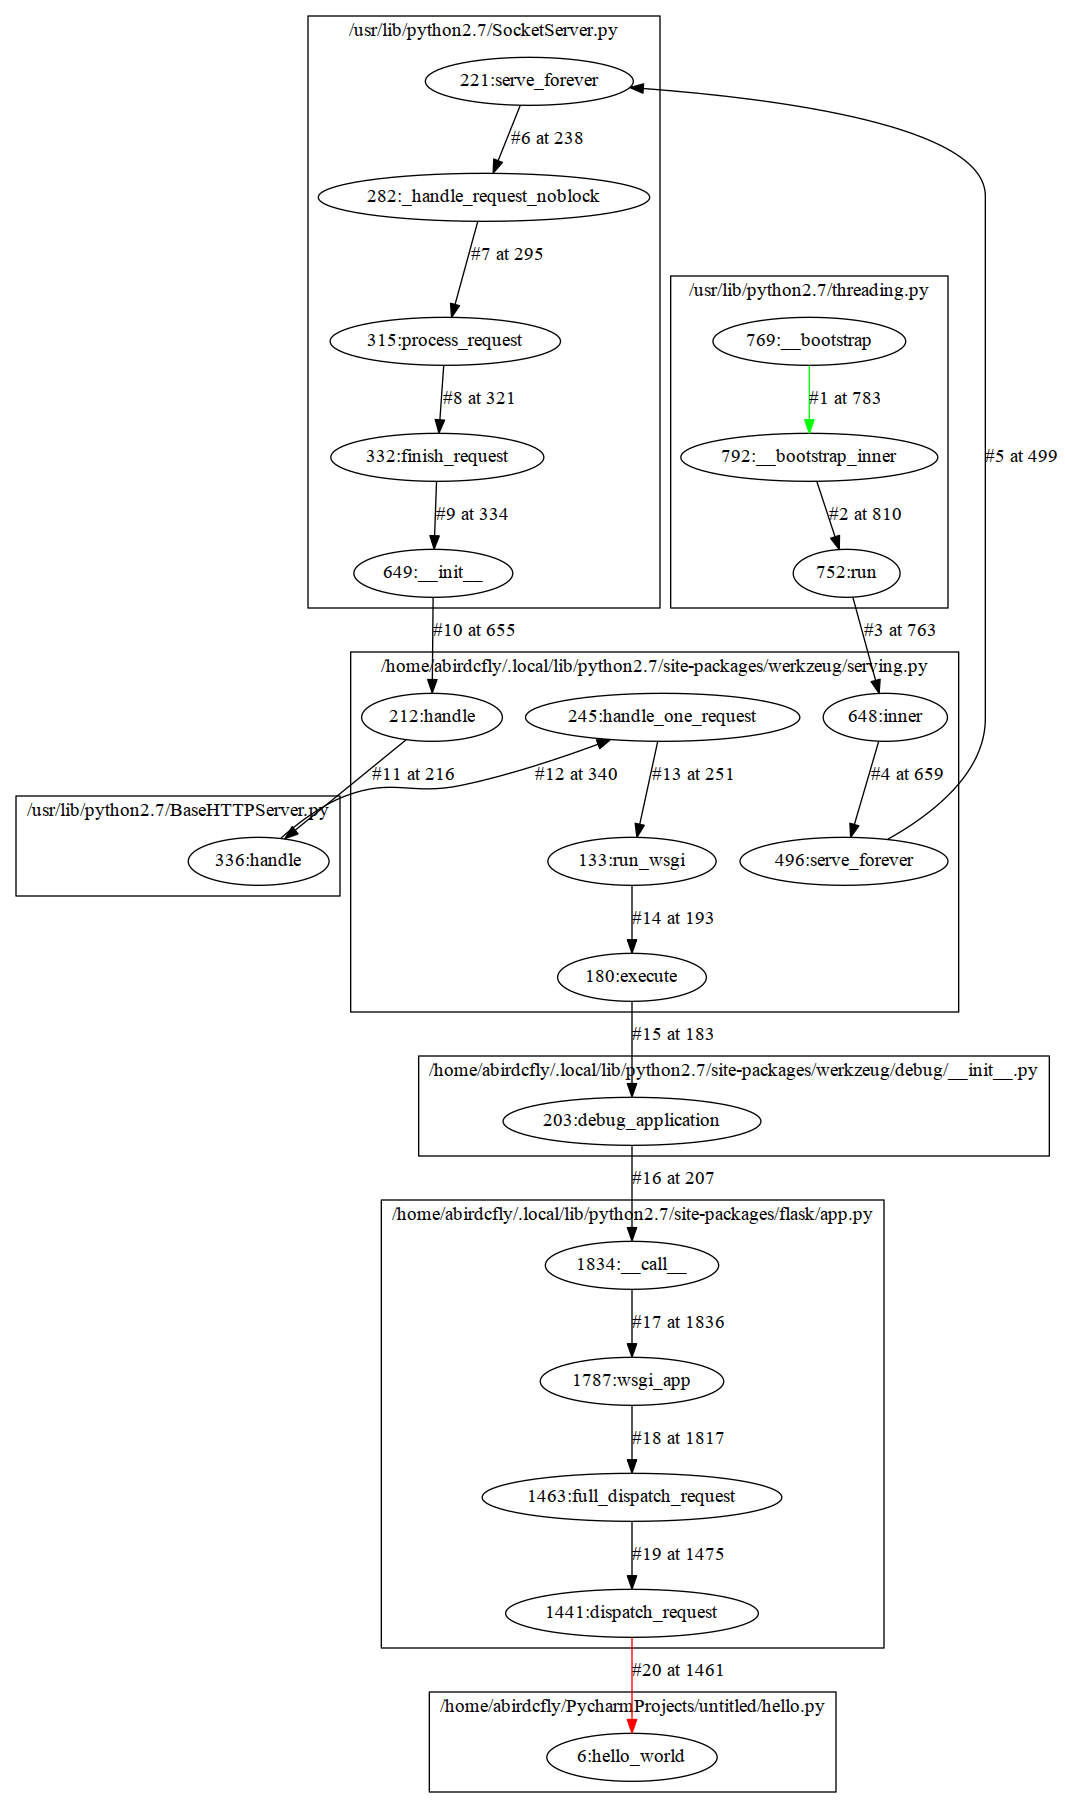 /usr/lib/python2.7/SocketServer.py
221:serve_forever
#6 at 238
282:_handle_request_noblock
#7 at 295
315:process_request
#8 at 321
332:finish_request
#9 at 334
649:__init__
/usr/lib/python2.7/threading.py
769:__bootstrap
#1 at 783
792:__bootstrap_inner
#2 at 810
752:run
#5 at 499
#10 at 655
#3 at 763
/home/abirdcfly/.local/lib/python2.7/site-packages/werkzeug/serving.py
212:handle
245:handle_one_request
648:inner
#11 at 216
#12 at 340
#13 at 251
#4 at 659
/usr/lib/python2.7/BaseHTTPServer.py
336:handle
133:run_wsgi
496:serve_forever
#14 at 193
180:execute
#15 at 183
/home/abirdcfly/.local/lib/python2.7/site-packages/werkzeug/debug/__init__.py
203:debug_application
#16 at 207
/home/abirdcfly/.local/lib/python2.7/site-packages/flask/app.py
1834:__call__
#17 at 1836
1787:wsgi_app
#18 at 1817
1463:full_dispatch_request
#19 at 1475
1441:dispatch_request
#20 at 1461
/home/abirdcfly/PycharmProjects/untitled/hello.py
6:hello_world